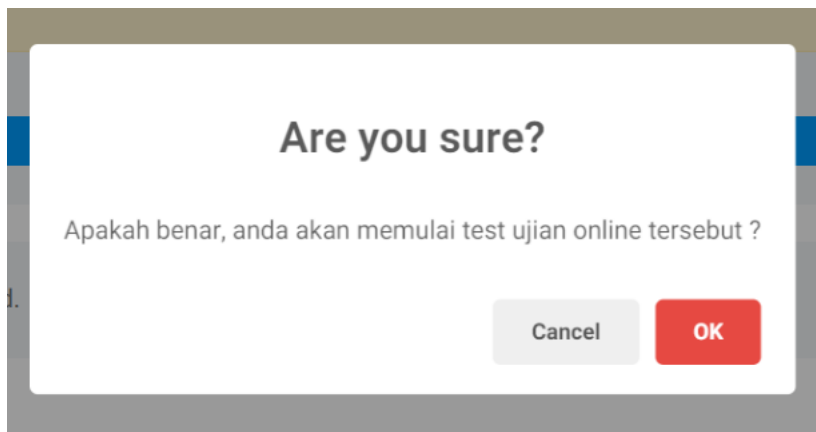 Are you sure?
Apakah benar, anda akan memulai test ujian online tersebut ?
d.
Cancel OK